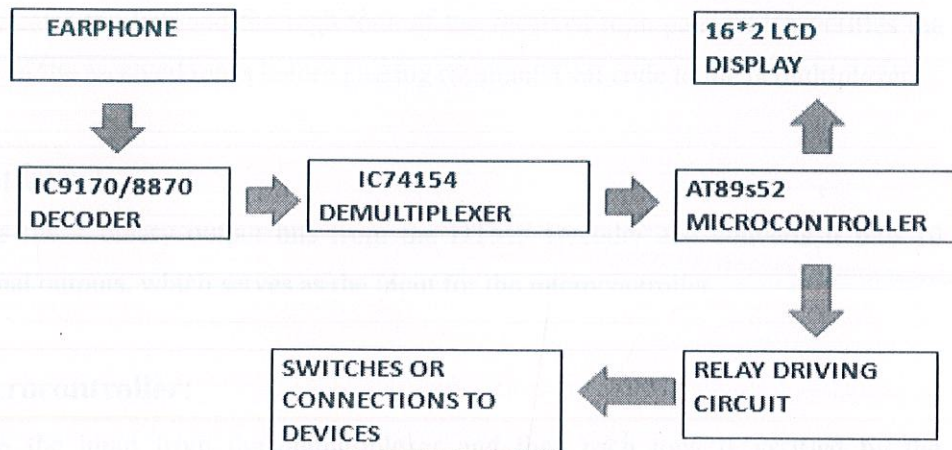 EARPHONE
16*2 LCD
DISPLAY
IC9170/8870
DECODER
IC74154
DEMULTIPLEXER
AT89s52
MICROCONTROLLER
SWITCHES OR
CONNECTIONS TO
DEVICES
RELAY DRIVING
CIRCUIT